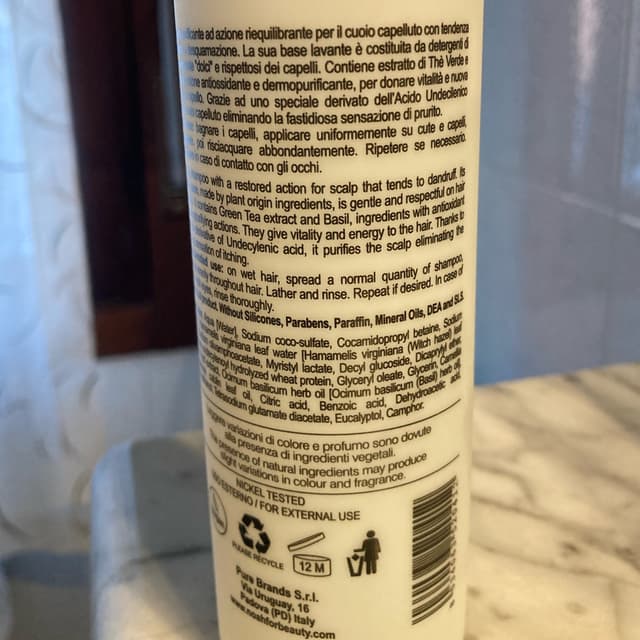 ad azione riequilibrante per il cuoio capelluto con tendenza
La sua base lavante è costituita da detergenti di
"dolci" e rispettosi dei capelli. Contiene estratto di Thè Verde e
antiossidante e dermopurificante, per donare vitalità e nuova
Grazie ad uno speciale derivato dell'Acido Undecilenico
capelluto eliminando la fastidiosa sensazione di prurito.
bagnare i capelli, applicare uniformemente su cute e capelli,
poi risciacquare abbondantemente. Ripetere se necessario.
in caso di contatto con gli occhi.
with a restored action for scalp that tends to dandruff. Its
made by plant origin ingredients, is gentle and respectful on hair
contains Green Tea extract and Basil, ingredients with antioxidant
actions. They give vitality and energy to the hair. Thanks to
of Undecylenic acid, it purifies the scalp eliminating the
of itching.
use: on wet hair, spread a normal quantity of shampoo,
throughout hair. Lather and rinse. Repeat if desired. In case of
rinse thoroughly.
Without Silicones, Parabens, Paraffin, Mineral Oils, DEA and SLS.
[Water], Sodium coco-sulfate, Cocamidopropyl betaine, Sodium
virginiana leaf water [Hamamelis virginiana (Witch hazel) leaf
Myristyl lactate, Decyl glucoside, Dicaprylyl ether,
hydrolyzed wheat protein, Glyceryl oleate, Glycerin, Camellia
Ocimum basilicum herb oil [Ocimum basilicum (Basil) herb oil,
leaf oil, Citric acid, Benzoic acid, Dehydroacetic acid,
glutamate diacetate, Eucalyptol, Camphor.
variazioni di colore e profumo sono dovute
alla presenza di ingredienti vegetali.
presence of natural ingredients may produce
slight variations in colour and fragrance.
NICKEL TESTED
ESTERNO / FOR EXTERNAL USE
PLEASE RECYCLE
12 M
Pure Brands S.r.l.
Via Uruguay, 16
Padova (PD) Italy
www.noahforbeauty.com